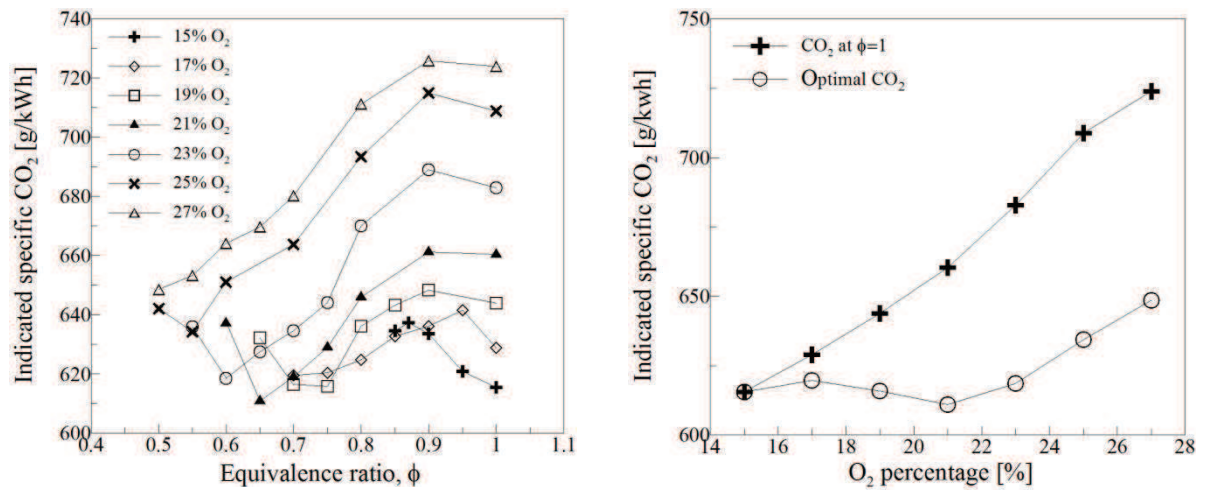 740
720
700
680
660
640
620
600
Indicated specific CO₂ [g/kWh]
15% O₂
17% O₂
19% O₂
21% O₂
23% O₂
25% O₂
27% O₂
0.4 0.5 0.6 0.7 0.8 0.9 1 1.1
Equivalence ratio, ϕ
750
700
650
600
Indicated specific CO₂ [g/kwh]
CO₂ at ϕ=1
Optimal CO₂
14 16 18 20 22 24 26 28
O₂ percentage [%]